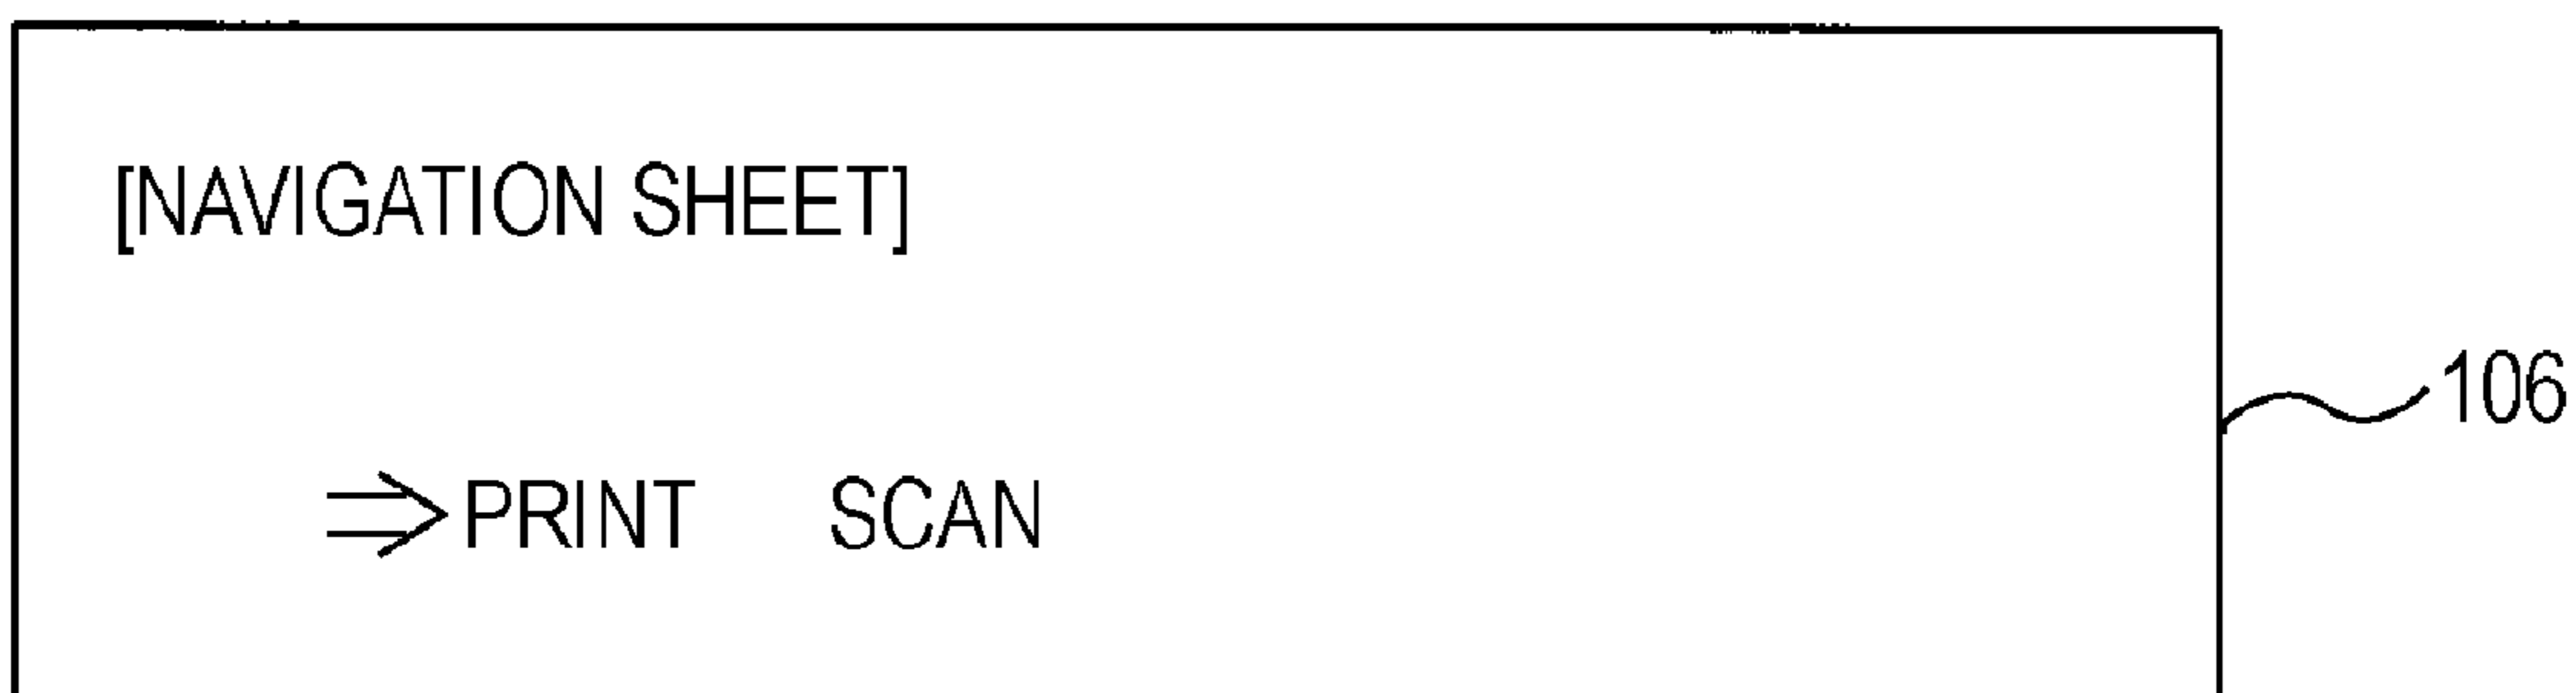 [NAVIGATION SHEET]
106
⇒PRINT SCAN